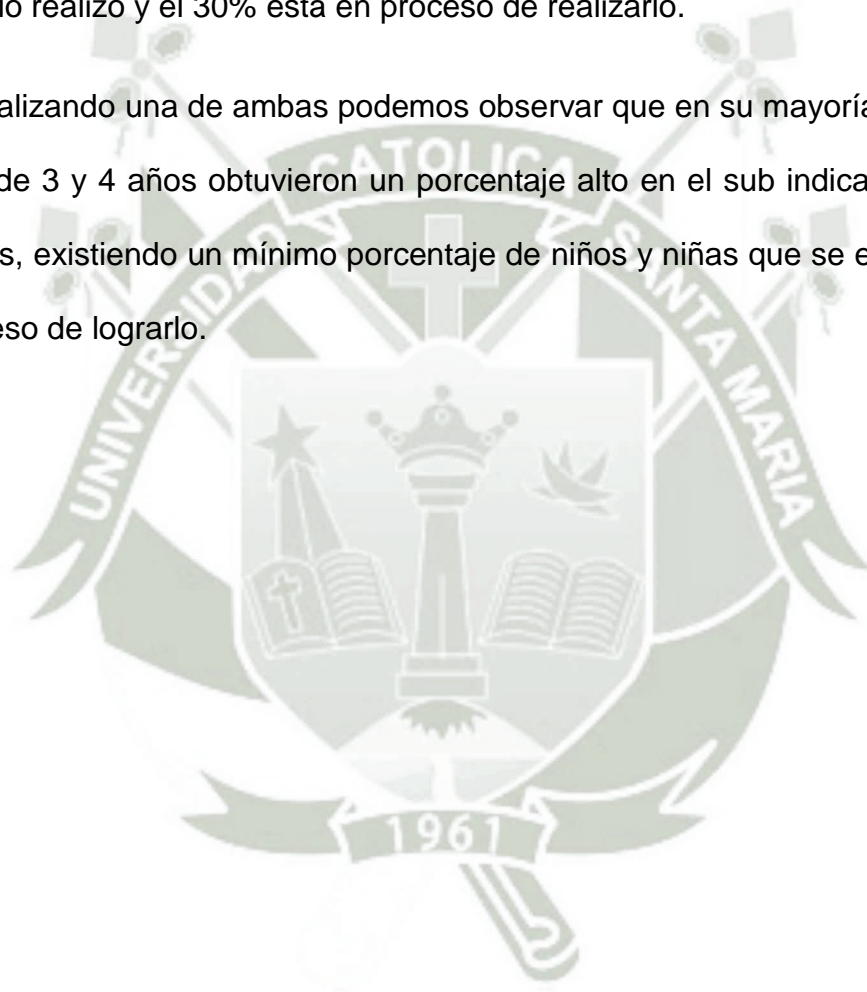 lo realizó y el 30% está en proceso de realizarlo.
alizando una de ambas podemos observar que en su mayoría
de 3 y 4 años obtuvieron un porcentaje alto en el sub indica
s, existiendo un mínimo porcentaje de niños y niñas que se e
eso de lograrlo.
UNIVERSIDAD CATOLICA SANTA MARIA
1961